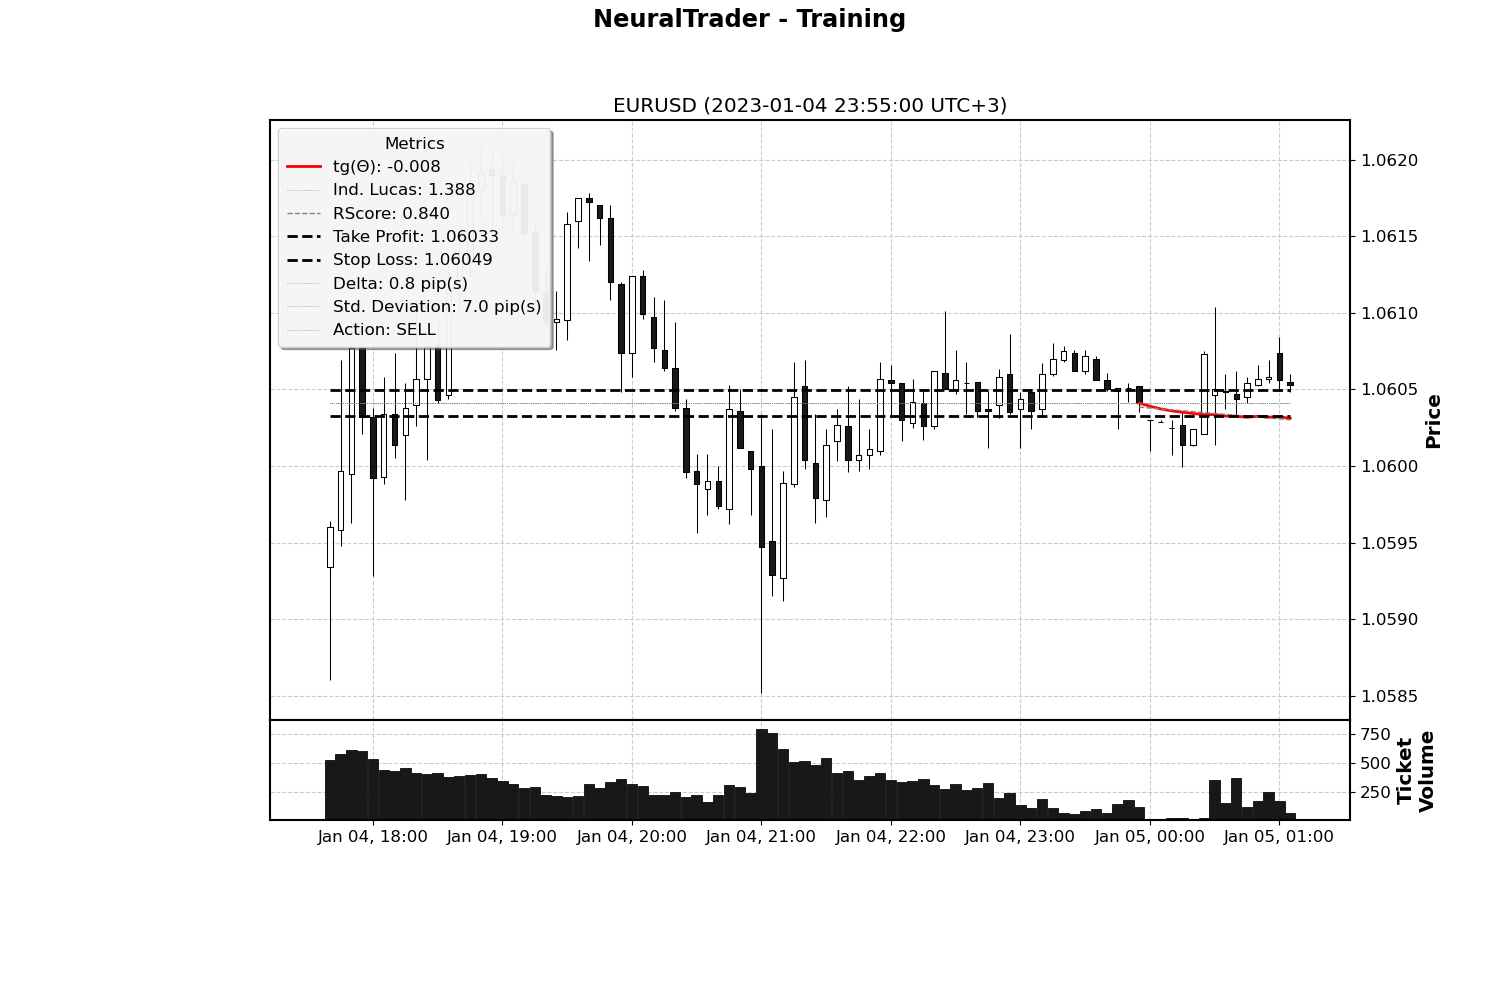 NeuralTrader - Training
EURUSD (2023-01-04 23:55:00 UTC+3)
Metrics
tg(Θ): -0.008
Ind. Lucas: 1.388
RScore: 0.840
Take Profit: 1.06033
Stop Loss: 1.06049
Delta: 0.8 pip(s)
Std. Deviation: 7.0 pip(s)
Action: SELL
1.0620
1.0615
1.0610
1.0605
1.0600
1.0595
1.0590
1.0585
Price
750
500
250
Ticket
Volume
Jan 04, 18:00 Jan 04, 19:00 Jan 04, 20:00 Jan 04, 21:00 Jan 04, 22:00 Jan 04, 23:00 Jan 05, 00:00 Jan 05, 01:00